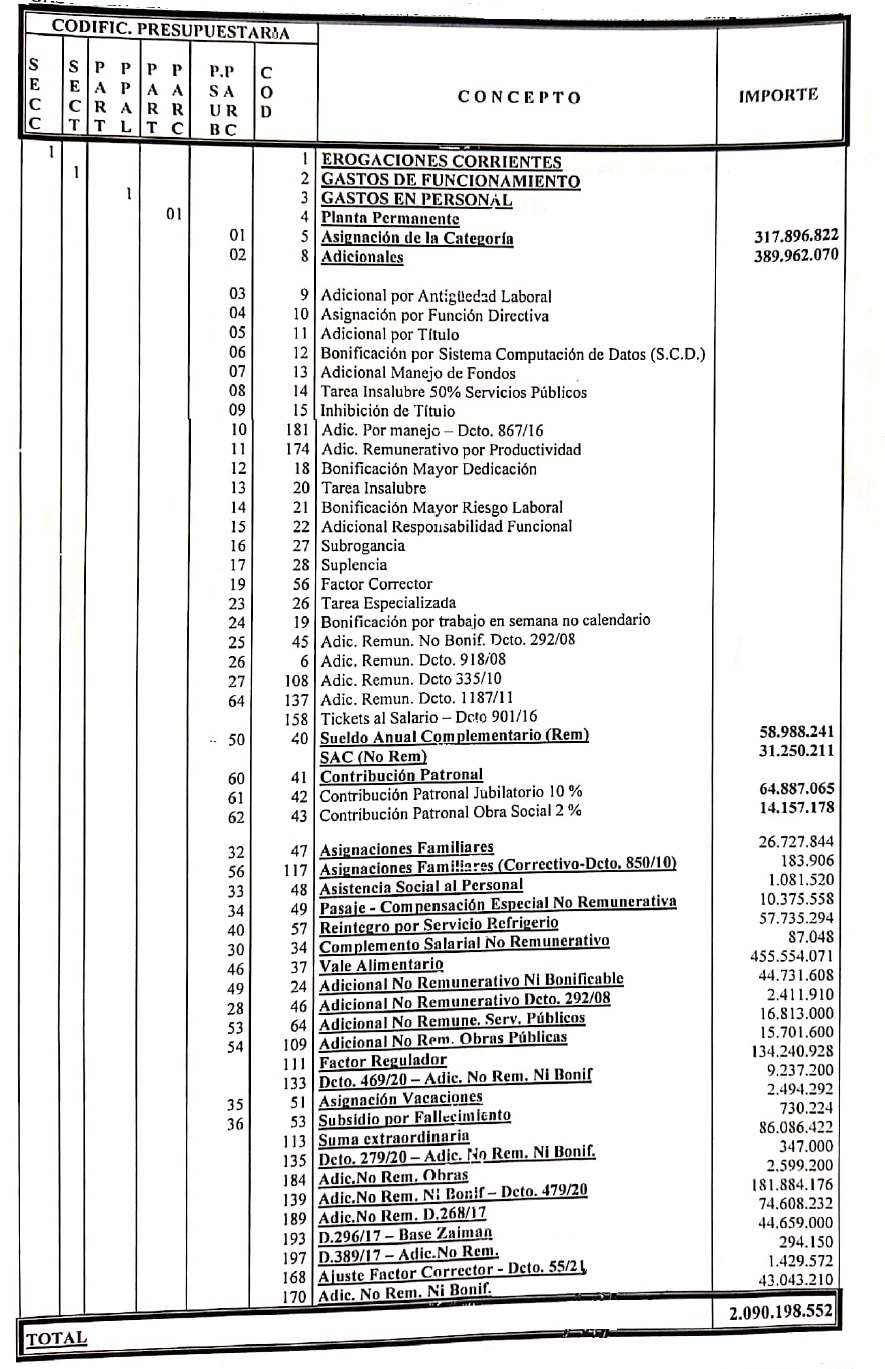 CODIFIC. PRESUPUESTARIA
SECC SECT PART PPAL PART PARC P.P SA UR BC COD CONCEPTO IMPORTE
1 1 EROGACIONES CORRIENTES
1 2 GASTOS DE FUNCIONAMIENTO
1 3 GASTOS EN PERSONAL
01 4 Planta Permanente
01 5 Asignación de la Categoría 317.896.822
02 8 Adicionales 389.962.070
03 9 Adicional por Antigüedad Laboral
04 10 Asignación por Función Directiva
05 11 Adicional por Título
06 12 Bonificación por Sistema Computación de Datos (S.C.D.)
07 13 Adicional Manejo de Fondos
08 14 Tarea Insalubre 50% Servicios Públicos
09 15 Inhibición de Título
10 181 Adic. Por manejo – Dcto. 867/16
11 174 Adic. Remunerativo por Productividad
12 18 Bonificación Mayor Dedicación
13 20 Tarea Insalubre
14 21 Bonificación Mayor Riesgo Laboral
15 22 Adicional Responsabilidad Funcional
16 27 Subrogancia
17 28 Suplencia
19 56 Factor Corrector
23 26 Tarea Especializada
24 19 Bonificación por trabajo en semana no calendario
25 45 Adic. Remun. No Bonif. Dcto. 292/08
26 6 Adic. Remun. Dcto. 918/08
27 108 Adic. Remun. Dcto 335/10
64 137 Adic. Remun. Dcto. 1187/11
158 Tickets al Salario – Dcto 901/16
50 40 Sueldo Anual Complementario (Rem) 58.988.241
SAC (No Rem) 31.250.211
60 41 Contribución Patronal
61 42 Contribución Patronal Jubilatorio 10 % 64.887.065
62 43 Contribución Patronal Obra Social 2 % 14.157.178
32 47 Asignaciones Familiares 26.727.844
56 117 Asignaciones Familiares (Correctivo-Dcto. 850/10) 183.906
33 48 Asistencia Social al Personal 1.081.520
34 49 Pasaje - Compensación Especial No Remunerativa 10.375.558
40 57 Reintegro por Servicio Refrigerio 57.735.294
30 34 Complemento Salarial No Remunerativo 87.048
46 37 Vale Alimentario 455.554.071
49 24 Adicional No Remunerativo Ni Bonificable 44.731.608
28 46 Adicional No Remunerativo Dcto. 292/08 2.411.910
53 64 Adicional No Remune. Serv. Públicos 16.813.000
54 109 Adicional No Rem. Obras Públicas 15.701.600
111 Factor Regulador 134.240.928
133 Dcto. 469/20 – Adic. No Rem. Ni Bonif 9.237.200
35 51 Asignación Vacaciones 2.494.292
36 53 Subsidio por Fallecimiento 730.224
113 Suma extraordinaria 86.086.422
135 Dcto. 279/20 – Adic. No Rem. Ni Bonif. 347.000
184 Adic.No Rem. Obras 2.599.200
139 Adic.No Rem. Ni Bonif – Dcto. 479/20 181.884.176
189 Adic.No Rem. D.268/17 74.608.232
193 D.296/17 – Base Zaiman 44.659.000
197 D.389/17 – Adic.No Rem. 294.150
168 Ajuste Factor Corrector - Dcto. 55/21 1.429.572
170 Adic. No Rem. Ni Bonif. 43.043.210
TOTAL 2.090.198.552